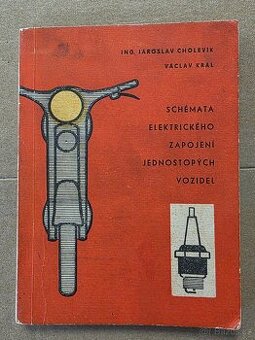 ING. JAROSLAV CHOLEVÍK
VÁCLAV KRÁL
SCHÉMATA
ELEKTRICKÉHO
ZAPOJENÍ
JEDNOSTOPÝCH
VOZIDEL